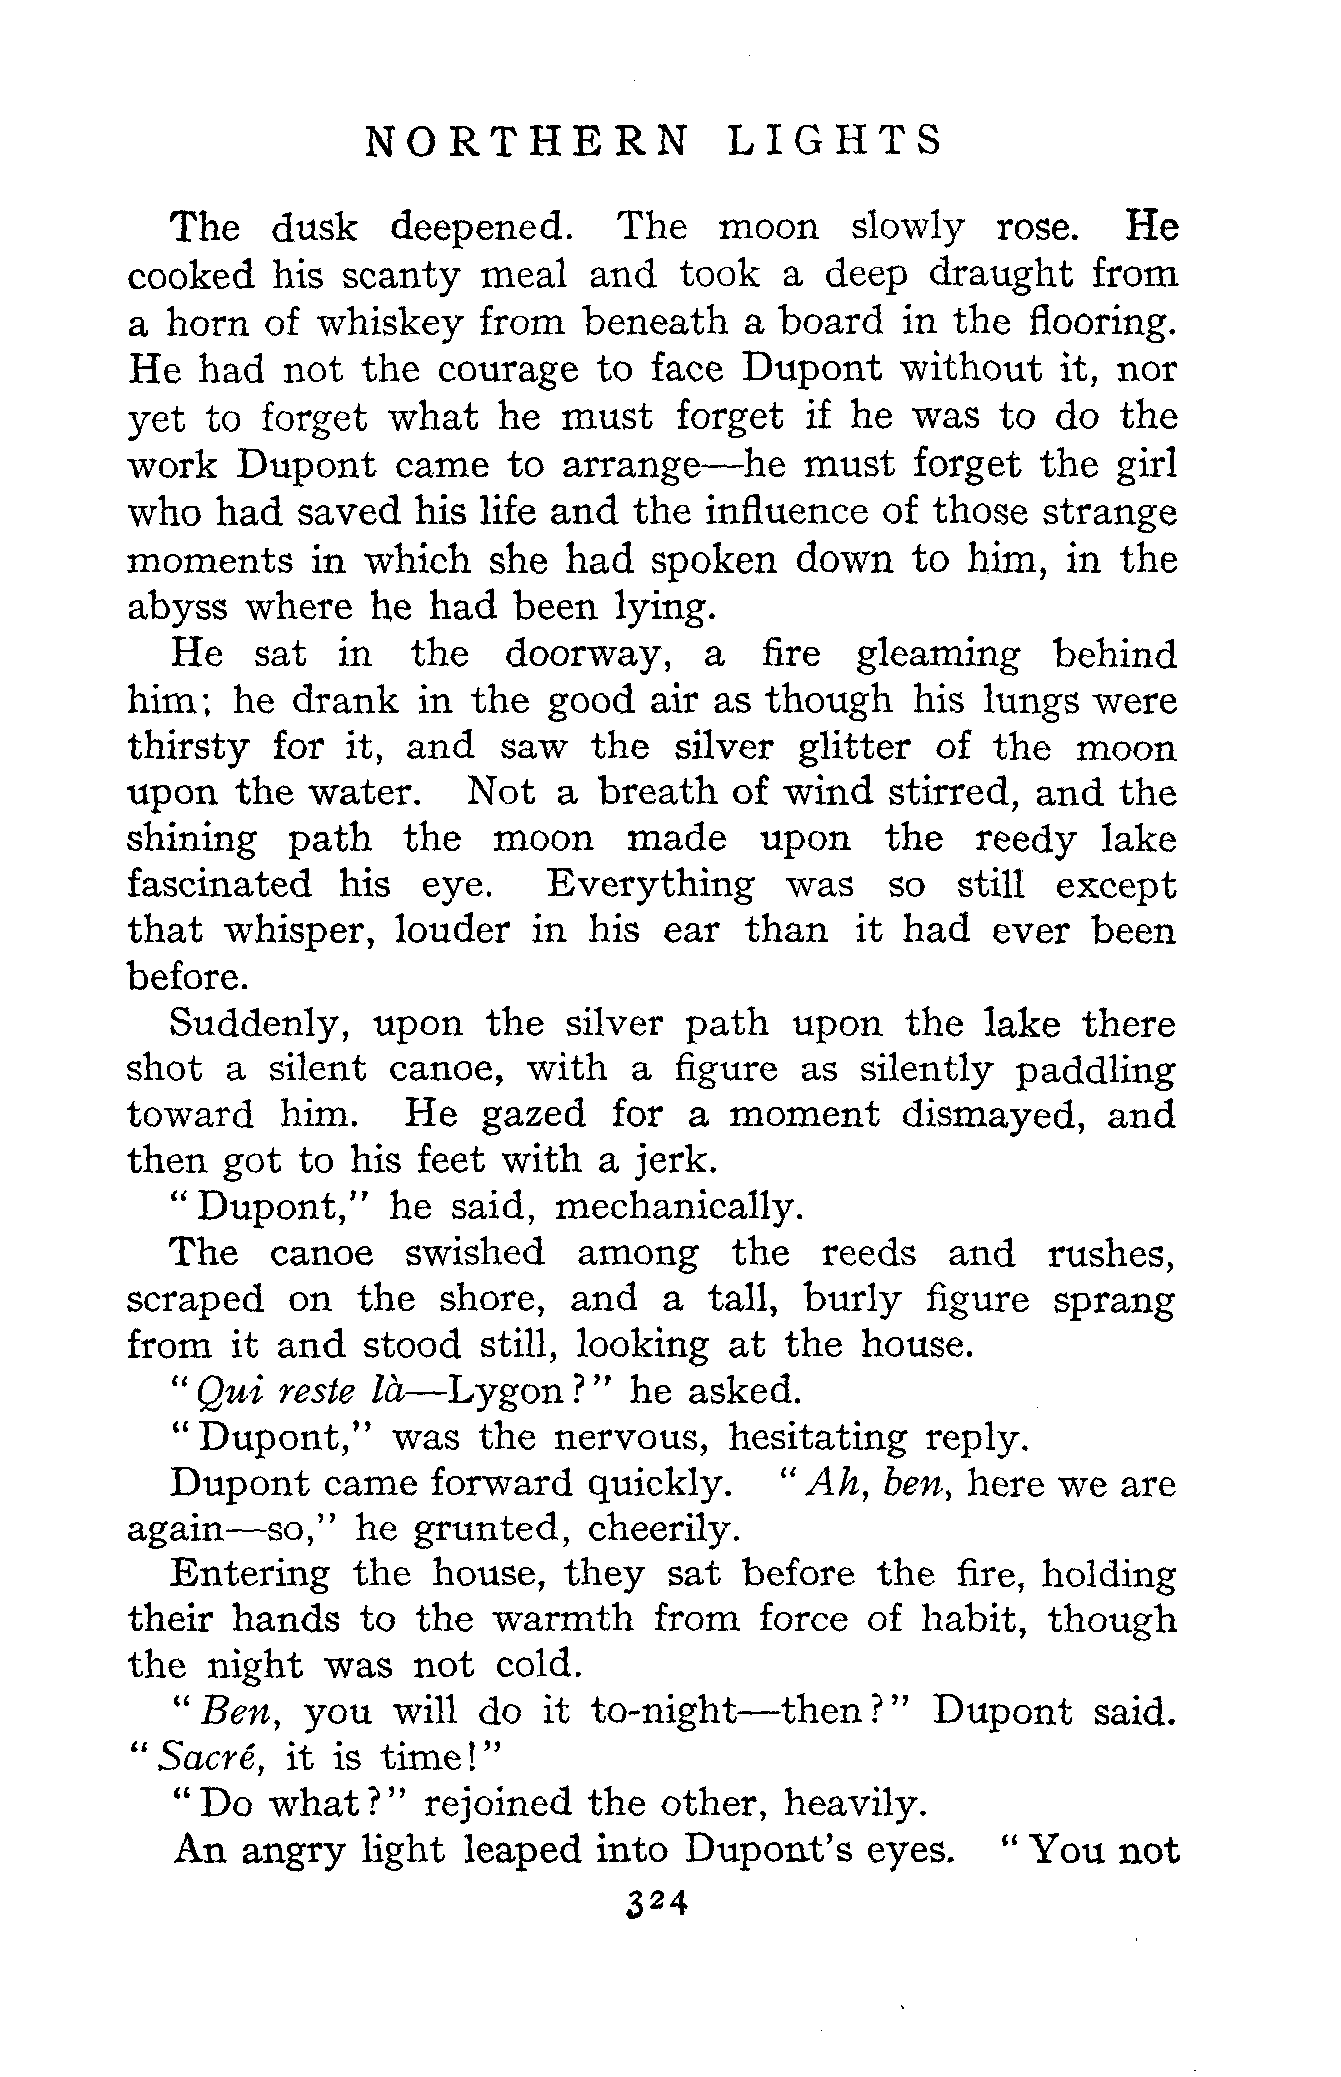 NORTHERN LIGHTS
The dusk deepened. The moon slowly rose. He
cooked his scanty meal and took a deep draught from
a horn of whiskey from beneath a board in the flooring.
He had not the courage to face Dupont without it, nor
yet to forget what he must forget if he was to do the
work Dupont came to arrange—he must forget the girl
who had saved his life and the influence of those strange
moments in which she had spoken down to him, in the
abyss where he had been lying.
He sat in the doorway, a fire gleaming behind
him; he drank in the good air as though his lungs were
thirsty for it, and saw the silver glitter of the moon
upon the water. Not a breath of wind stirred, and the
shining path the moon made upon the reedy lake
fascinated his eye. Everything was so still except
that whisper, louder in his ear than it had ever been
before.
Suddenly, upon the silver path upon the lake there
shot a silent canoe, with a figure as silently paddling
toward him. He gazed for a moment dismayed, and
then got to his feet with a jerk.
"Dupont," he said, mechanically.
The canoe swished among the reeds and rushes,
scraped on the shore, and a tall, burly figure sprang
from it and stood still, looking at the house.
"Qui reste là—Lygon?" he asked.
"Dupont," was the nervous, hesitating reply.
Dupont came forward quickly. "Ah, ben, here we are
again—so," he grunted, cheerily.
Entering the house, they sat before the fire, holding
their hands to the warmth from force of habit, though
the night was not cold.
"Ben, you will do it to-night—then?" Dupont said.
"Sacré, it is time!"
"Do what?" rejoined the other, heavily.
An angry light leaped into Dupont's eyes. "You not
324